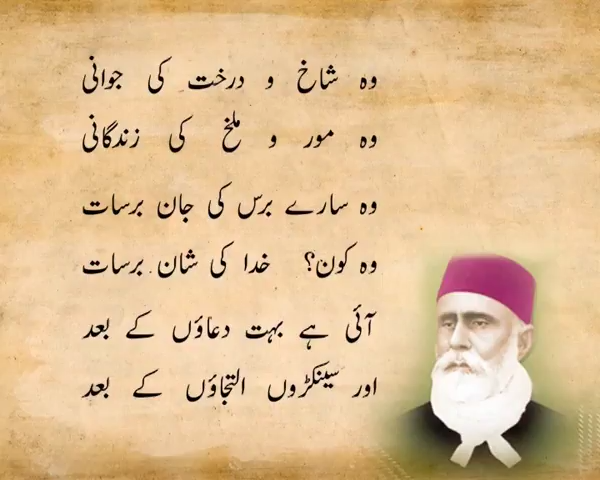 وہ شاخ و درخت کی جوانی
وہ مور و ملخ کی زندگانی
وہ سارے برس کی جان برسات
وہ کون؟ خدا کی شان برسات
آئی ہے بہت دعاؤں کے بعد
اور سینکڑوں التجاؤں کے بعد